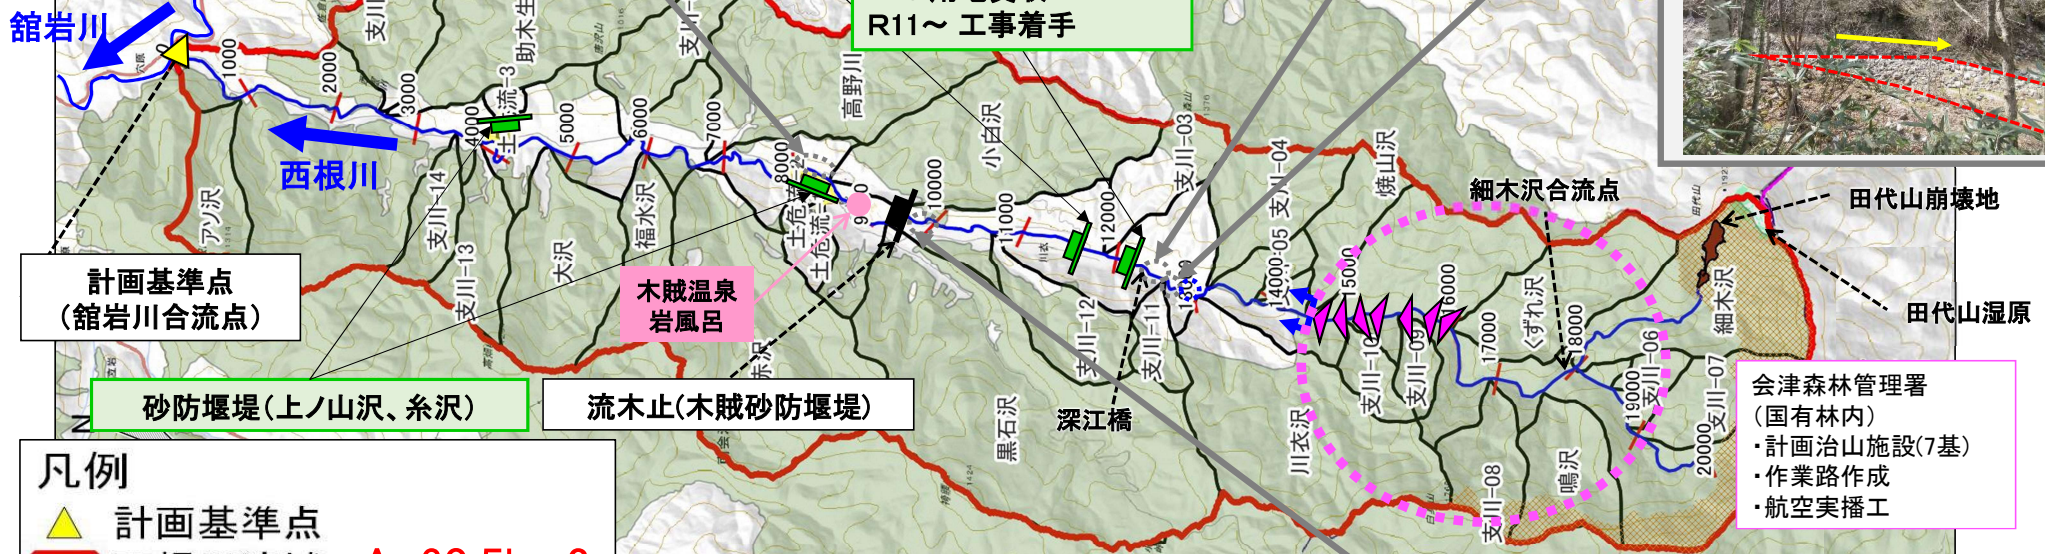 舘岩川
R11～ 工事着手
1000
2000
3000
4000
5000
6000
7000
8000
10000
11000
12000
14000
15000
6000
17000
18000
19000
20000
西根川
アソ沢
支川-14
支川-13
大沢
福水沢
高野川
小白沢
支川-03
支川-04
焼山沢
支川-12
支川-11
黒石沢
川衣沢
支川-09
支川-08
鳴沢
くずれ沢
支川-06
支川-07
細木沢
田代山
細木沢合流点
田代山崩壊地
田代山湿原
計画基準点
(舘岩川合流点)
木賊温泉
岩風呂
砂防堰堤(上ノ山沢、糸沢)
流木止(木賊砂防堰堤)
深江橋
会津森林管理署
(国有林内)
・計画治山施設(7基)
・作業路作成
・航空実播工
凡例
計画基準点